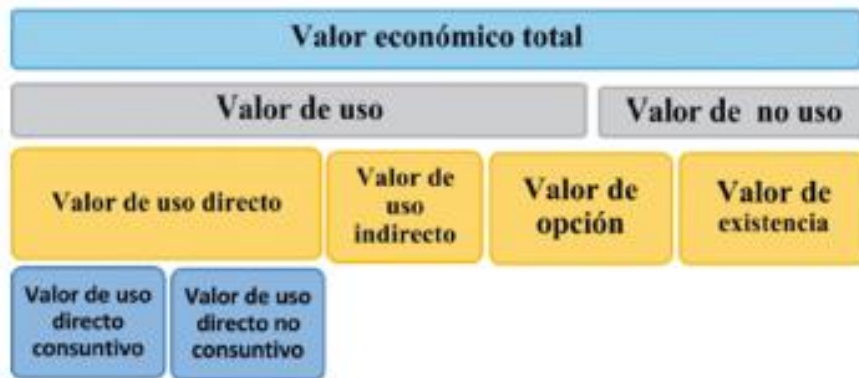 Valor económico total
Valor de uso
Valor de no uso
Valor de uso directo
Valor de
uso
indirecto
Valor de
opción
Valor de
existencia
Valor de uso
directo
consuntivo
Valor de uso
directo no
consuntivo